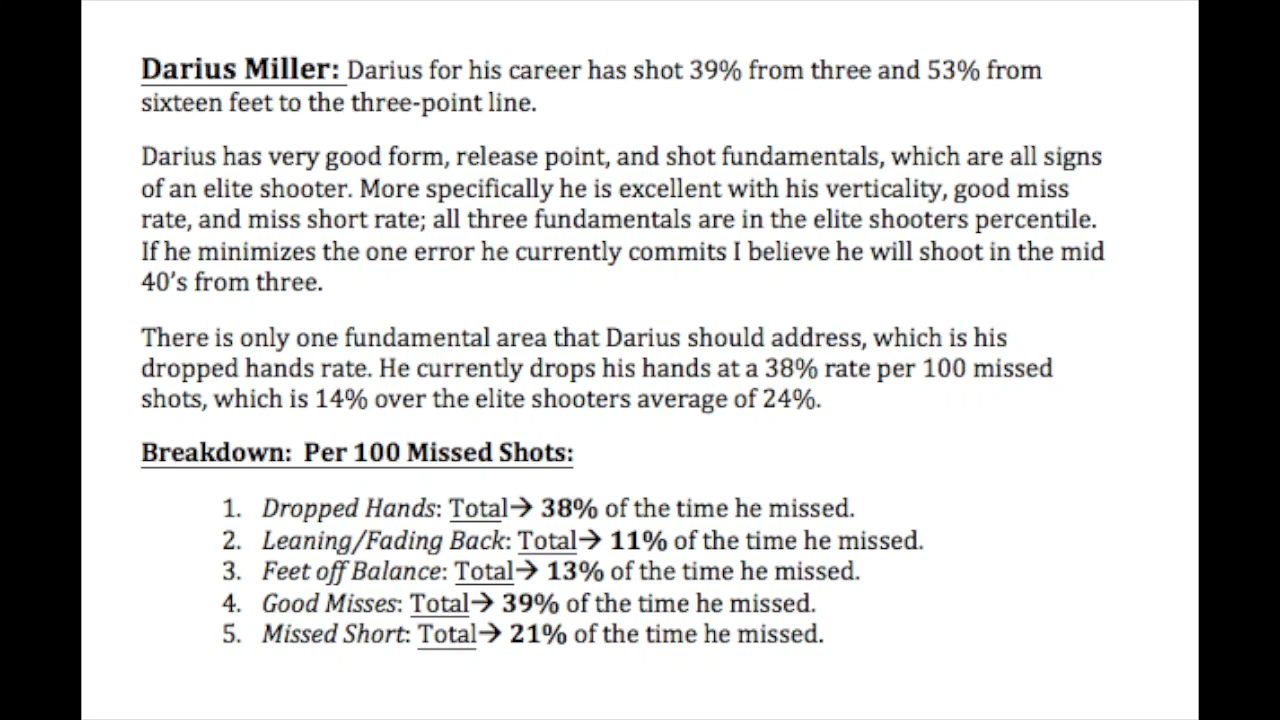 Darius Miller: Darius for his career has shot 39% from three and 53% from
sixteen feet to the three-point line.
Darius has very good form, release point, and shot fundamentals, which are all signs
of an elite shooter. More specifically he is excellent with his verticality, good miss
rate, and miss short rate; all three fundamentals are in the elite shooters percentile.
If he minimizes the one error he currently commits I believe he will shoot in the mid
40's from three.
There is only one fundamental area that Darius should address, which is his
dropped hands rate. He currently drops his hands at a 38% rate per 100 missed
shots, which is 14% over the elite shooters average of 24%.
Breakdown: Per 100 Missed Shots:
1. Dropped Hands: Total→ 38% of the time he missed.
2. Leaning/Fading Back: Total→ 11% of the time he missed.
3. Feet off Balance: Total→ 13% of the time he missed.
4. Good Misses: Total→ 39% of the time he missed.
5. Missed Short: Total→ 21% of the time he missed.